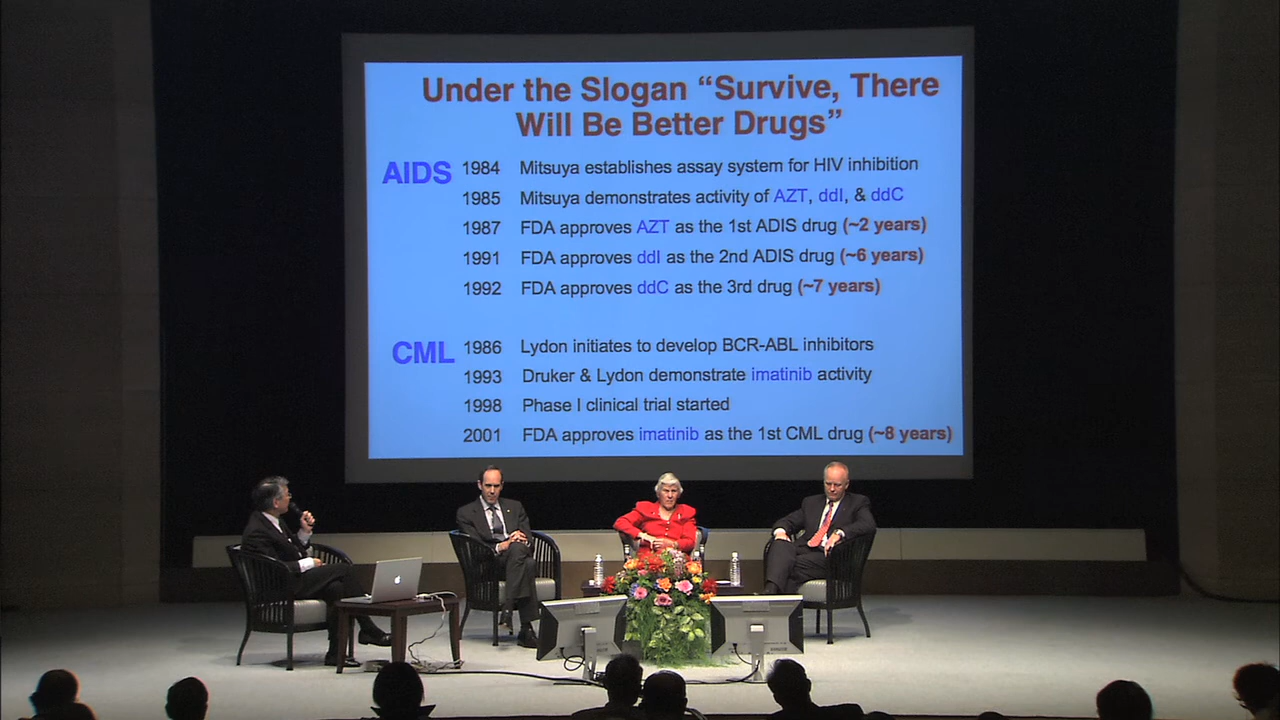 Under the Slogan “Survive, There
Will Be Better Drugs”
AIDS 1984 Mitsuya establishes assay system for HIV inhibition
1985 Mitsuya demonstrates activity of AZT, ddI, & ddC
1987 FDA approves AZT as the 1st ADIS drug (~2 years)
1991 FDA approves ddI as the 2nd ADIS drug (~6 years)
1992 FDA approves ddC as the 3rd drug (~7 years)
CML 1986 Lydon initiates to develop BCR-ABL inhibitors
1993 Druker & Lydon demonstrate imatinib activity
1998 Phase I clinical trial started
2001 FDA approves imatinib as the 1st CML drug (~8 years)